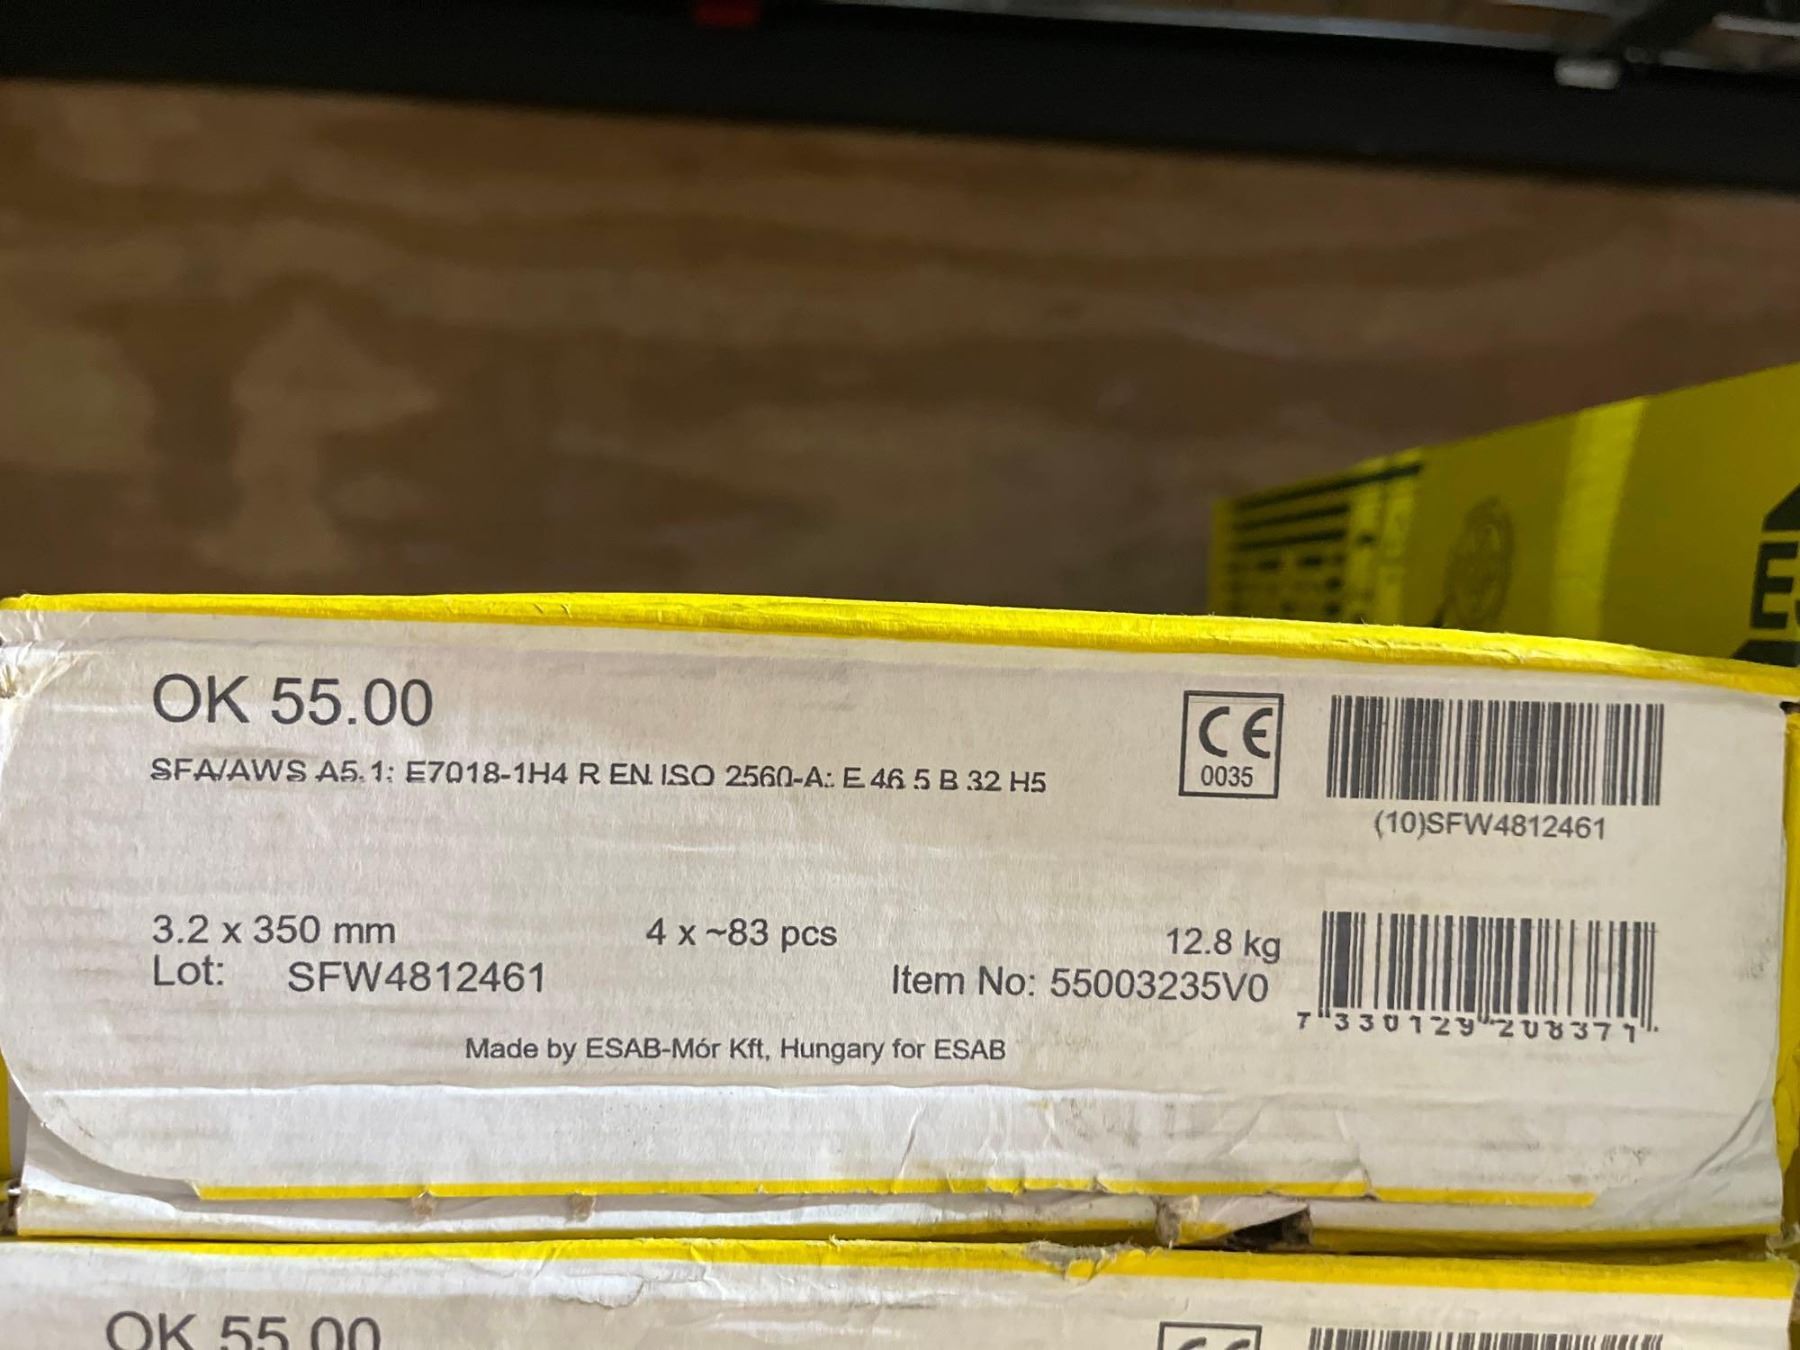 OK 55.00
SFA/AWS A5.1: E7018-1H4 R EN ISO 2560-A: E 46 5 B 32 H5
CE
0035
(10)SFW4812461
3.2 x 350 mm
4 x ~83 pcs
12.8 kg
Lot: SFW4812461
Item No: 55003235V0
7 330129 208371
Made by ESAB-Mór Kft, Hungary for ESAB
OK 55.00
CE